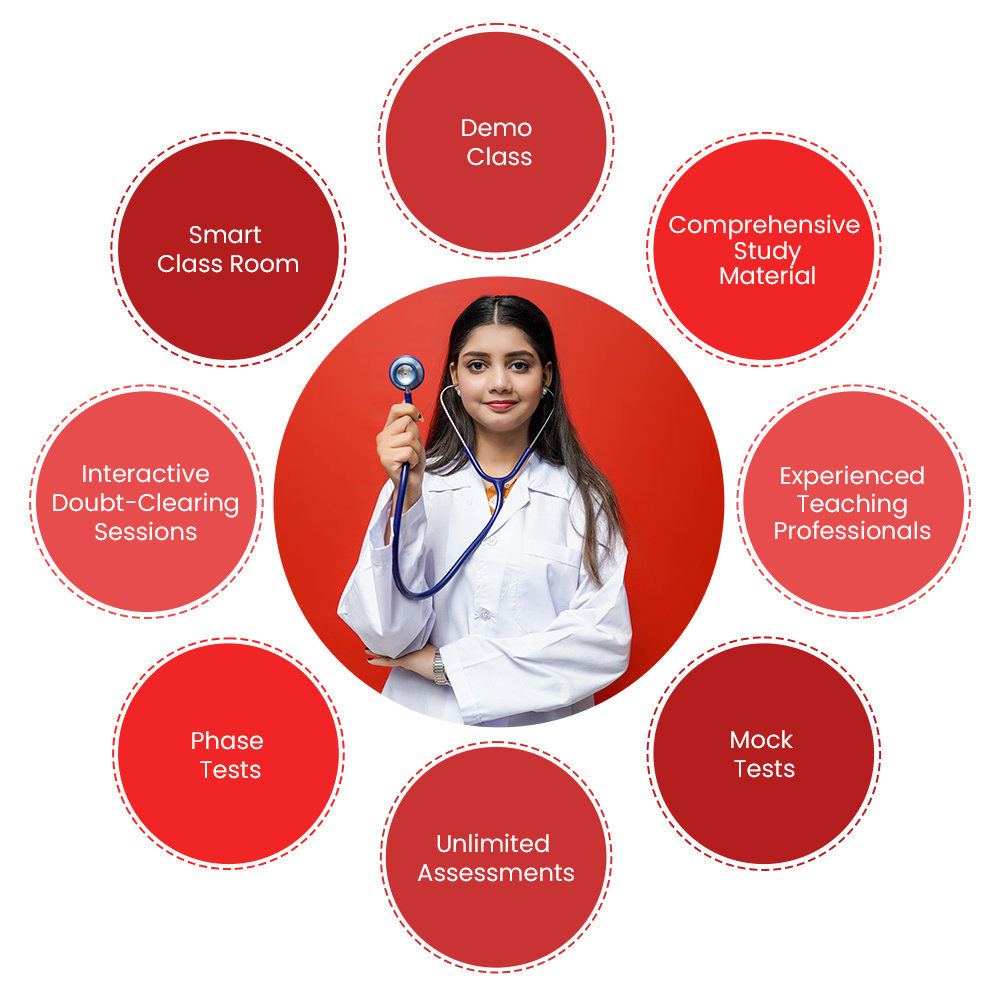 Demo
Class
Comprehensive
Study
Material
Experienced
Teaching
Professionals
Mock
Tests
Unlimited
Assessments
Phase
Tests
Interactive
Doubt-Clearing
Sessions
Smart
Class Room